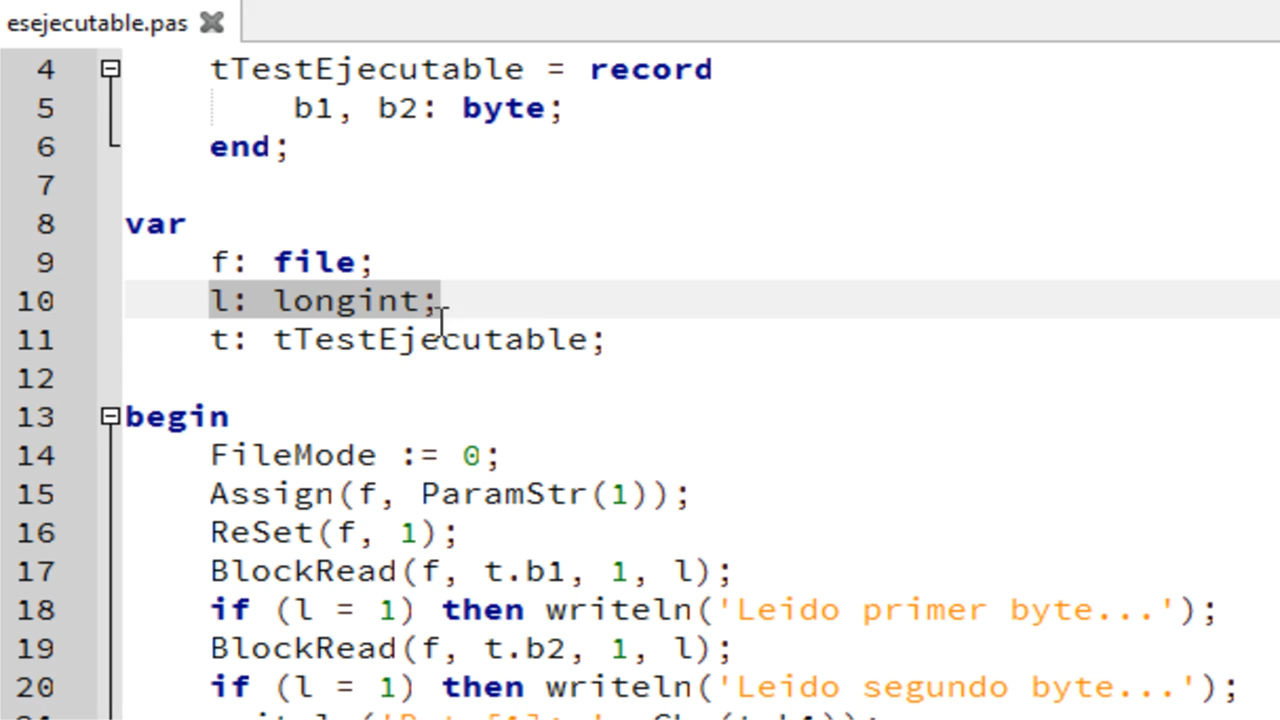 esejecutable.pas
4 tTestEjecutable = record
5 b1, b2: byte;
6 end;
7
8 var
9 f: file;
10 l: longint;
11 t: tTestEjecutable;
12
13 begin
14 FileMode := 0;
15 Assign(f, ParamStr(1));
16 ReSet(f, 1);
17 BlockRead(f, t.b1, 1, l);
18 if (l = 1) then writeln('Leido primer byte...');
19 BlockRead(f, t.b2, 1, l);
20 if (l = 1) then writeln('Leido segundo byte...');